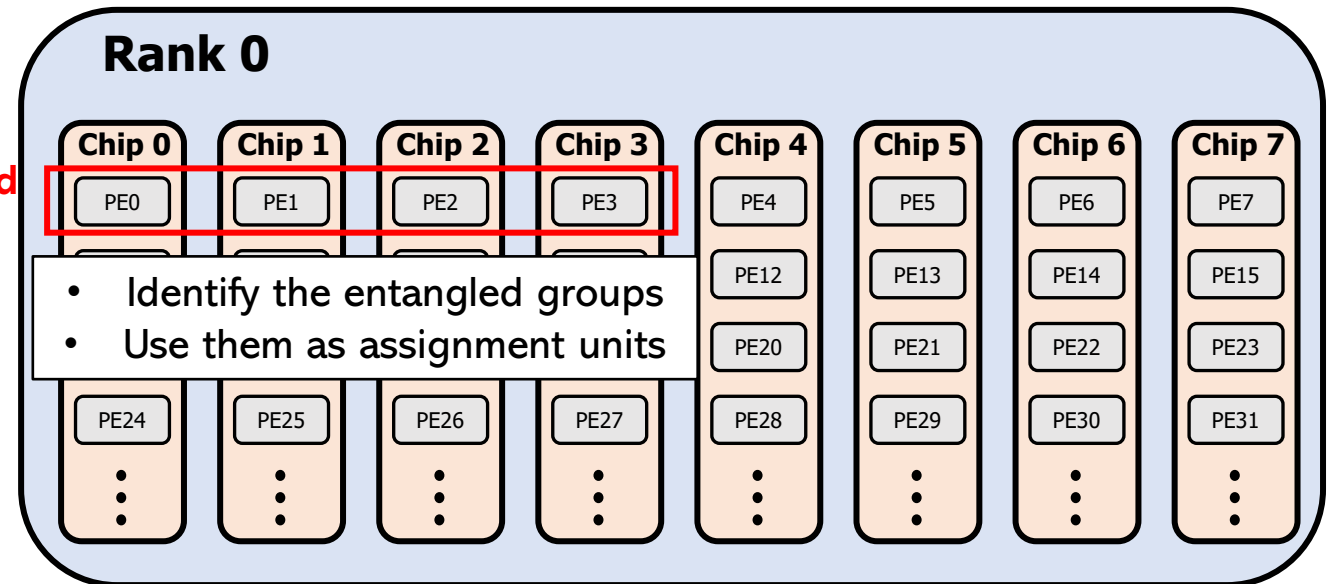 Rank 0
Chip 0 Chip 1 Chip 2 Chip 3 Chip 4 Chip 5 Chip 6 Chip 7
PE0 PE1 PE2 PE3 PE4 PE5 PE6 PE7
PE12 PE13 PE14 PE15
• Identify the entangled groups
• Use them as assignment units
PE20 PE21 PE22 PE23
PE24 PE25 PE26 PE27 PE28 PE29 PE30 PE31